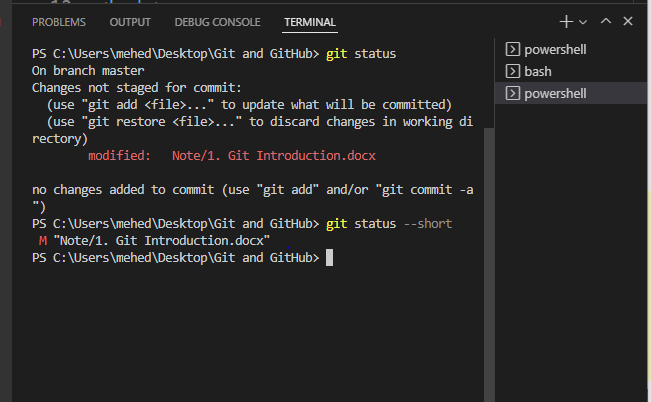 PROBLEMS OUTPUT DEBUG CONSOLE TERMINAL
PS C:\Users\mehed\Desktop\Git and GitHub> git status
On branch master
Changes not staged for commit:
  (use "git add <file>..." to update what will be committed)
  (use "git restore <file>..." to discard changes in working di
rectory)
        modified:   Note/1. Git Introduction.docx

no changes added to commit (use "git add" and/or "git commit -a
")
PS C:\Users\mehed\Desktop\Git and GitHub> git status --short
 M "Note/1. Git Introduction.docx"
PS C:\Users\mehed\Desktop\Git and GitHub>
powershell
bash
powershell